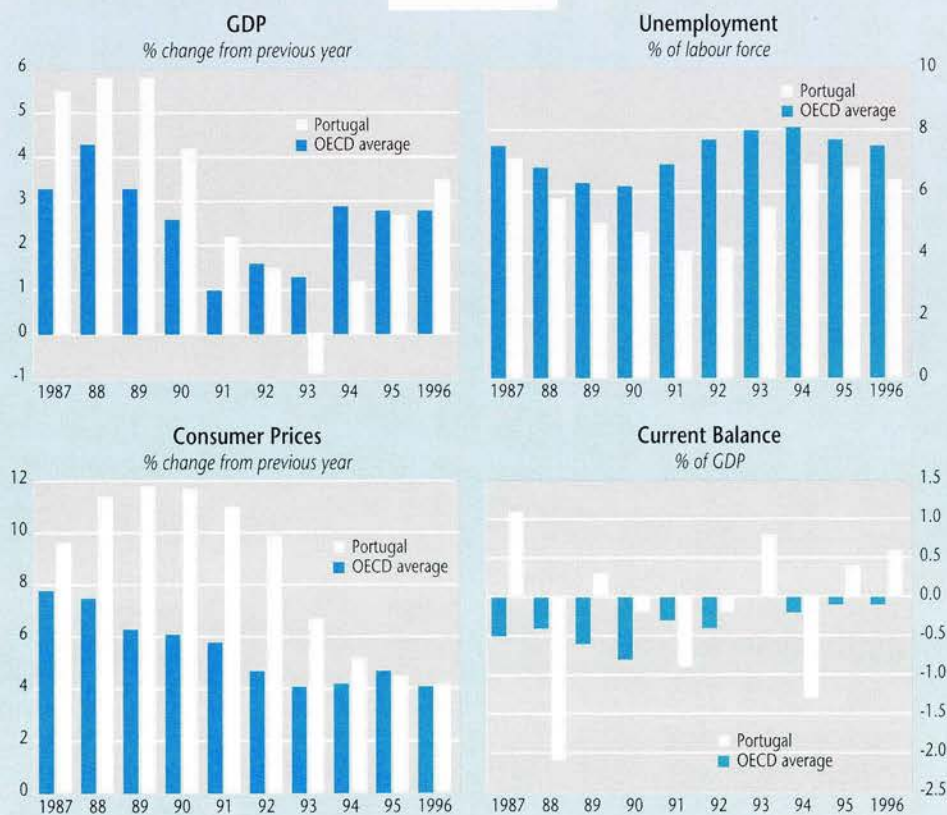 GDP
% change from previous year
6
5
4
3
2
1
0
-1
Portugal
OECD average
1987 88 89 90 91 92 93 94 95 1996
Unemployment
% of labour force
10
8
6
4
2
0
Portugal
OECD average
1987 88 89 90 91 92 93 94 95 1996
Consumer Prices
% change from previous year
12
10
8
6
4
2
0
Portugal
OECD average
1987 88 89 90 91 92 93 94 95 1996
Current Balance
% of GDP
1.5
1.0
0.5
0.0
-0.5
-1.0
-1.5
-2.0
-2.5
Portugal
OECD average
1987 88 89 90 91 92 93 94 95 1996